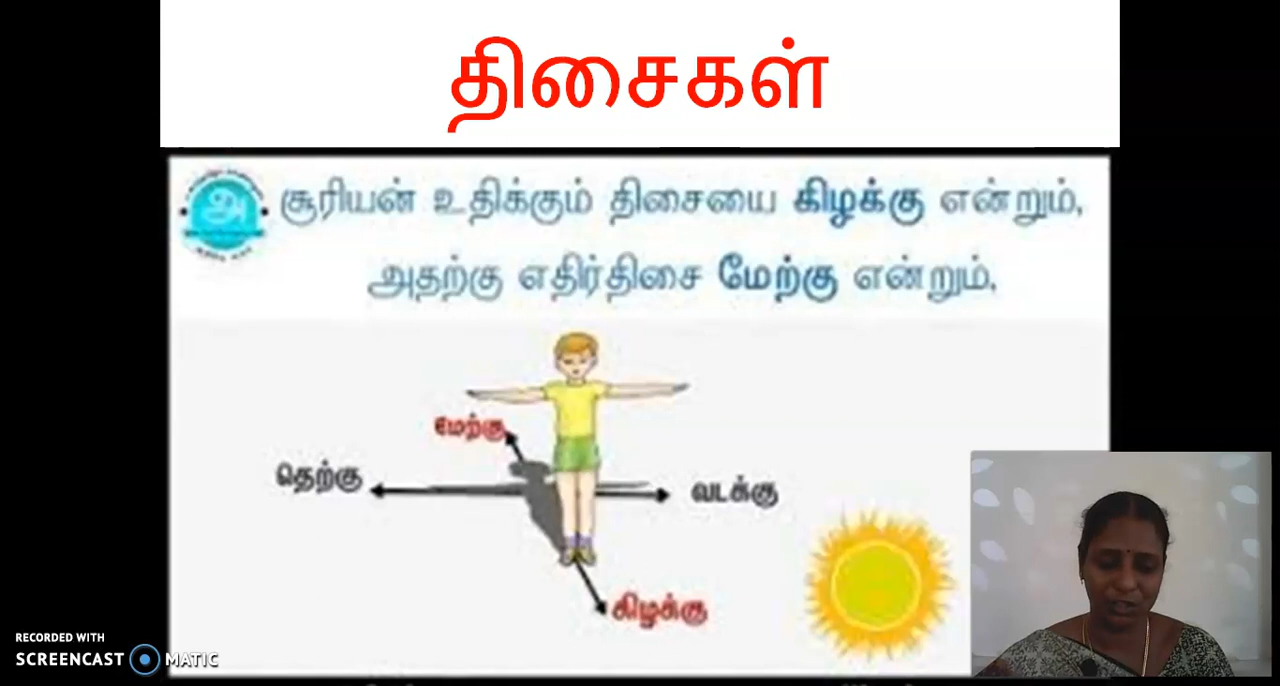 திசைகள்
அ
சூரியன் உதிக்கும் திசையை கிழக்கு என்றும்,
அதற்கு எதிர்திசை மேற்கு என்றும்,
மேற்கு
தெற்கு
வடக்கு
கிழக்கு
RECORDED WITH
SCREENCAST MATIC